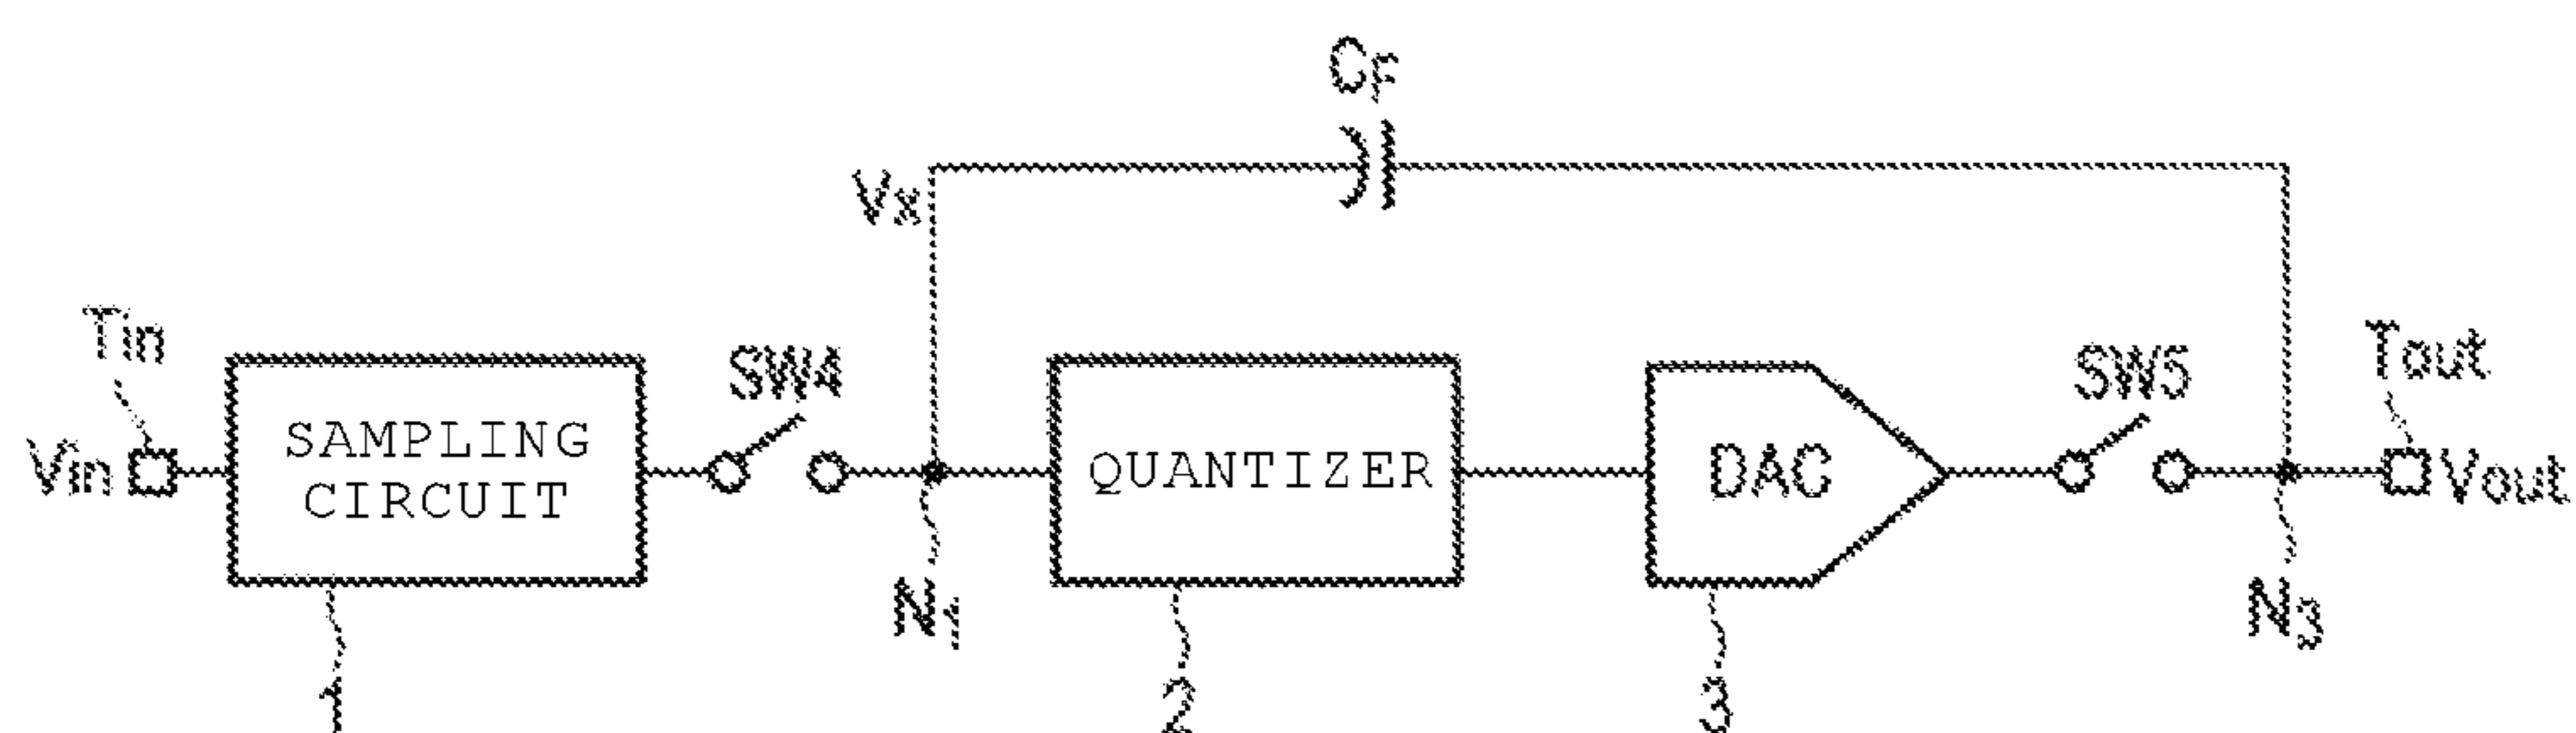 CF
Vx
Tin
SW4
SW5
Tout
Vin
SAMPLING
CIRCUIT
QUANTIZER
DAC
Vout
N1
N3
1
2
3